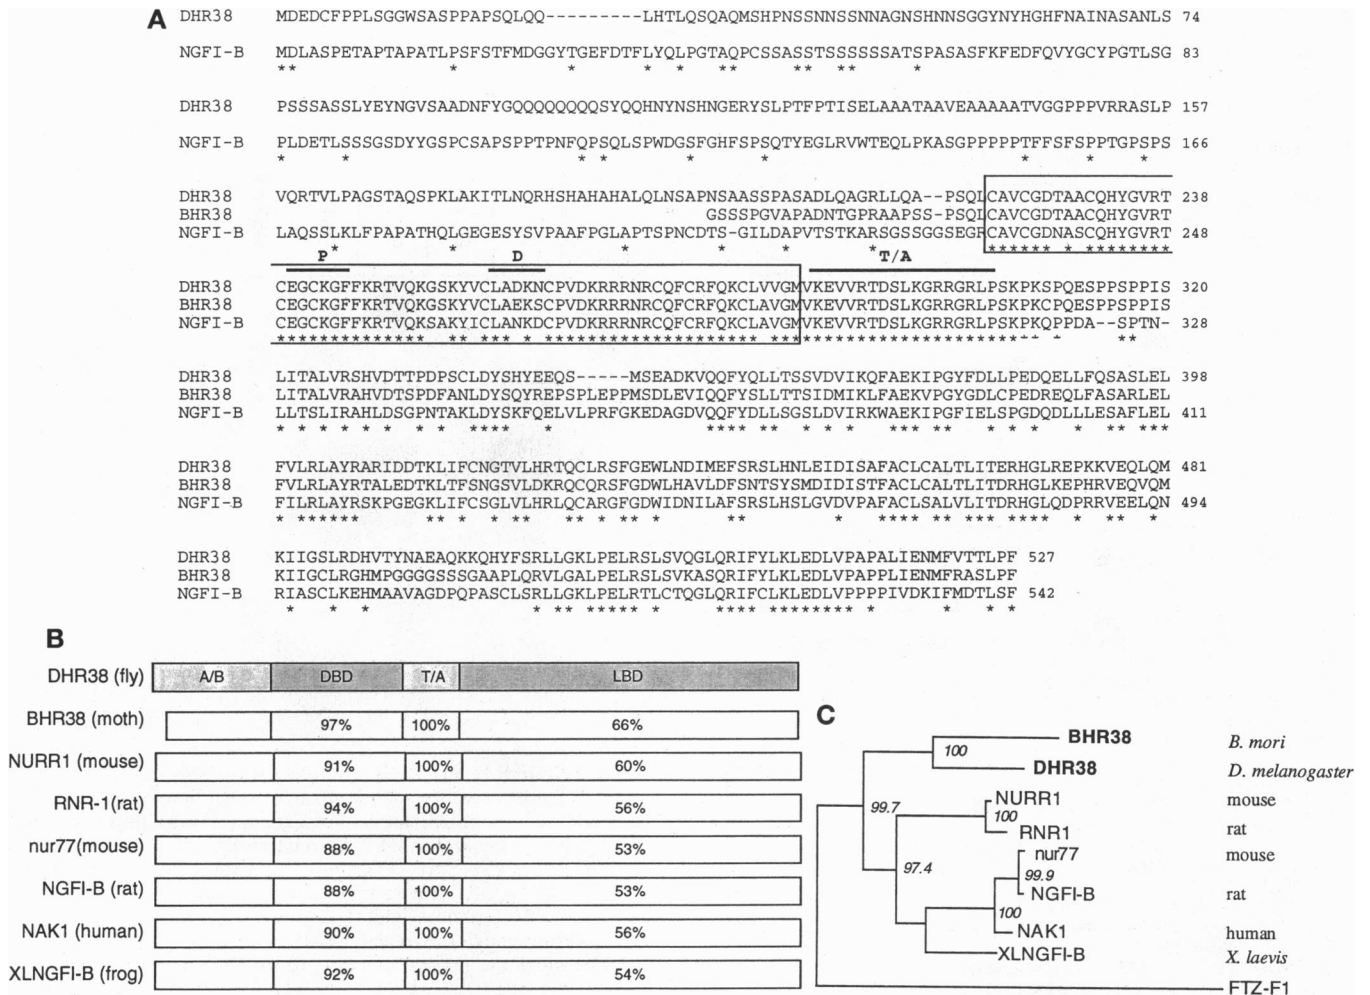 A
DHR38 MDEDCFPPLSGGWSASPPAPSQLQQ---------LHTLQSQAQMSHPNSSNNSSNNAGNSHNNSGGYNYHGHFNAINASANLS 74
NGFI-B MDLASPETAPTAPATLPSFSTFMDGGYTGEFDTFLYQLPGTAQPCSSASSTSSSSSSATSPASASFKFEDFQVYGCYPGTLSG 83
** * * * * ** ** ** *
DHR38 PSSSASSLYEYNGVSAADNFYGQQQQQQQQSYQQHNYNSHNGERYSLPTFPTISELAAATAAVEAAAAATVGGPPPVRRASLP 157
NGFI-B PLDETLSSSGSDYYGSPCSAPSPPTPNFQPSQLSPWDGSFGHFSPSQTYEGLRVWTEQLPKASGPPPPPTFFSFSPPTGPSPS 166
* * * * * * * * *
DHR38 VQRTVLPAGSTAQSPKLAKITLNQRHSHAHAHALQLNSAPNSAASSPASADLQAGRLLQA--PSQLCAVCGDTAACQHYGVRT 238
BHR38 GSSSPGVAPADNTGPRAAPSS-PSQLCAVCGDTAACQHYGVRT
NGFI-B LAQSSLKLFPAPATHQLGEGESYSVPAAFPGLAPTSPNCDTS-GILDAPVTSTKARSGSSGGSEGRCAVCGDNASCQHYGVRT 248
* * * * * * ****** * *********
P D T/A
DHR38 CEGCKGFFKRTVQKGSKYVCLADKNCPVDKRRRNRCQFCRFQKCLVVGMVKEVVRTDSLKGRRGRLPSKPKSPQESPPSPPIS 320
BHR38 CEGCKGFFKRTVQKGSKYVCLAEKSCPVDKRRRNRCQFCRFQKCLAVGMVKEVVRTDSLKGRRGRLPSKPKCPQESPPSPPIS
NGFI-B CEGCKGFFKRTVQKSAKYICLANKDCPVDKRRRNRCQFCRFQKCLAVGMVKEVVRTDSLKGRRGRLPSKPKQPPDA--SPTN- 328
************** ** *** * ******************** *************************** * **
DHR38 LITALVRSHVDTTPDPSCLDYSHYEEQS-----MSEADKVQQFYQLLTSSVDVIKQFAEKIPGYFDLLPEDQELLFQSASLEL 398
BHR38 LITALVRAHVDTSPDFANLDYSQYREPSPLEPPMSDLEVIQQFYSLLTTSIDMIKLFAEKVPGYGDLCPEDREQLFASARLEL
NGFI-B LLTSLIRAHLDSGPNTAKLDYSKFQELVLPRFGKEDAGDVQQFYDLLSGSLDVIRKWAEKIPGFIELSPGDQDLLLESAFLEL 411
* * * * * * **** * **** ** * * * *** ** * * * * ** ***
DHR38 FVLRLAYRARIDDTKLIFCNGTVLHRTQCLRSFGEWLNDIMEFSRSLHNLEIDISAFACLCALTLITERHGLREPKKVEQLQM 481
BHR38 FVLRLAYRTALEDTKLTFSNGSVLDKRQCQRSFGDWLHAVLDFSNTSYSMDIDISTFACLCALTLITDRHGLKEPHRVEQVQM
NGFI-B FILRLAYRSKPGEGKLIFCSGLVLHRLQCARGFGDWIDNILAFSRSLHSLGVDVPAFACLSALVLITDRHGLQDPRRVEELQN 494
* ****** ** * * ** ** * ** * ** * **** ** ** **** * ** *
DHR38 KIIGSLRDHVTYNAEAQKKQHYFSRLLGKLPELRSLSVQGLQRIFYLKLEDLVPAPALIENMFVTTLPF 527
BHR38 KIIGCLRGHMPGGGGSSSGAAPLQRVLGALPELRSLSVKASQRIFYLKLEDLVPAPPLIENMFRASLPF
NGFI-B RIASCLKEHMAAVAGDPQPASCLSRLLGKLPELRTLCTQGLQRIFCLKLEDLVPPPPIVDKIFMDTLSF 542
* * * * ** ***** * **** ******** * * * *
B
DHR38 (fly) A/B DBD T/A LBD
BHR38 (moth) 97% 100% 66%
NURR1 (mouse) 91% 100% 60%
RNR-1(rat) 94% 100% 56%
nur77(mouse) 88% 100% 53%
NGFI-B (rat) 88% 100% 53%
NAK1 (human) 90% 100% 56%
XLNGFI-B (frog) 92% 100% 54%
C
BHR38 B. mori
100
DHR38 D. melanogaster
NURR1 mouse
99.7
100
RNR1 rat
nur77 mouse
97.4
99.9
NGFI-B rat
100
NAK1 human
XLNGFI-B X. laevis
FTZ-F1